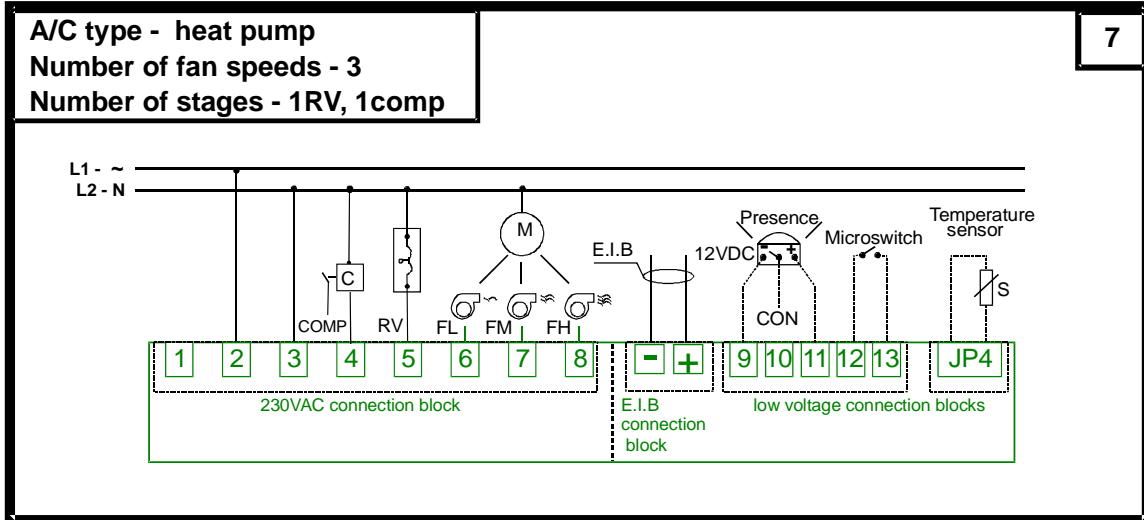 A/C type - heat pump
Number of fan speeds - 3
Number of stages - 1RV, 1comp
7
L1 - ~
L2 - N
M
Presence
Temperature
sensor
Microswitch
E.I.B
12VDC
- +
C
S
COMP
RV
FL
FM
FH
CON
1 2 3 4 5 6 7 8 - + 9 10 11 12 13 JP4
230VAC connection block
E.I.B
connection
block
low voltage connection blocks